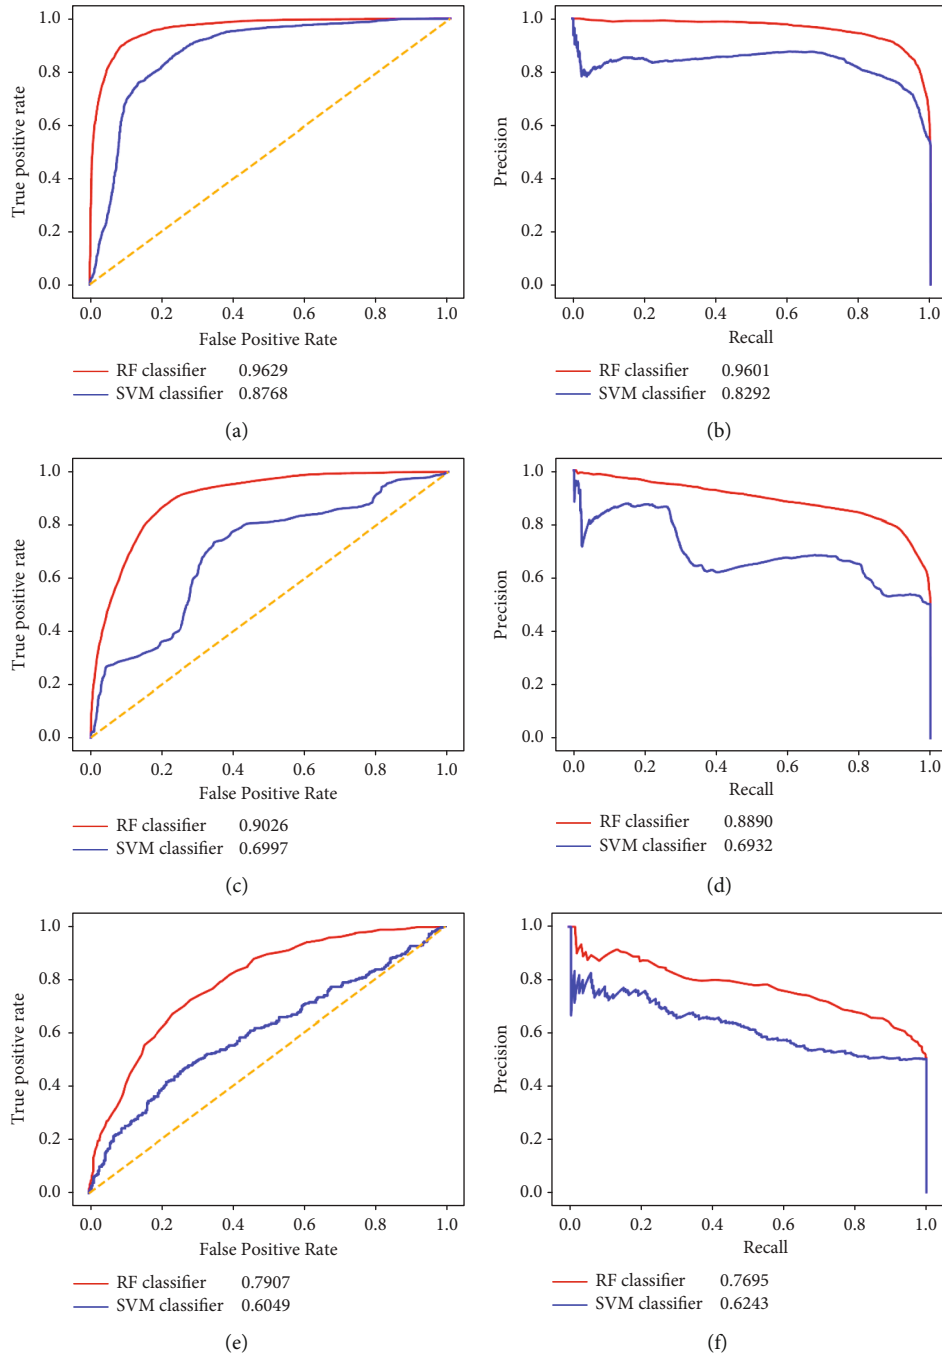 1.0
0.8
0.6
0.4
0.2
0.0
True positive rate
0.0 0.2 0.4 0.6 0.8 1.0
False Positive Rate
RF classifier 0.9629
SVM classifier 0.8768
(a)
1.0
0.8
0.6
0.4
0.2
0.0
Precision
0.0 0.2 0.4 0.6 0.8 1.0
Recall
RF classifier 0.9601
SVM classifier 0.8292
(b)
1.0
0.8
0.6
0.4
0.2
0.0
True positive rate
0.0 0.2 0.4 0.6 0.8 1.0
False Positive Rate
RF classifier 0.9026
SVM classifier 0.6997
(c)
1.0
0.8
0.6
0.4
0.2
0.0
Precision
0.0 0.2 0.4 0.6 0.8 1.0
Recall
RF classifier 0.8890
SVM classifier 0.6932
(d)
1.0
0.8
0.6
0.4
0.2
0.0
True positive rate
0.0 0.2 0.4 0.6 0.8 1.0
False Positive Rate
RF classifier 0.7907
SVM classifier 0.6049
(e)
1.0
0.8
0.6
0.4
0.2
0.0
Precision
0.0 0.2 0.4 0.6 0.8 1.0
Recall
RF classifier 0.7695
SVM classifier 0.6243
(f)